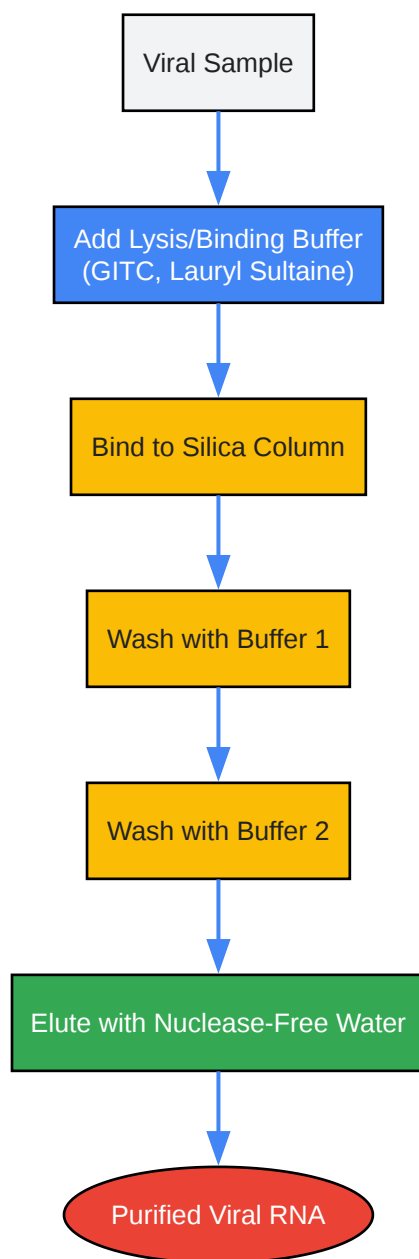 Viral Sample
Add Lysis/Binding Buffer
(GITC, Lauryl Sultaine)
Bind to Silica Column
Wash with Buffer 1
Wash with Buffer 2
Elute with Nuclease-Free Water
Purified Viral RNA